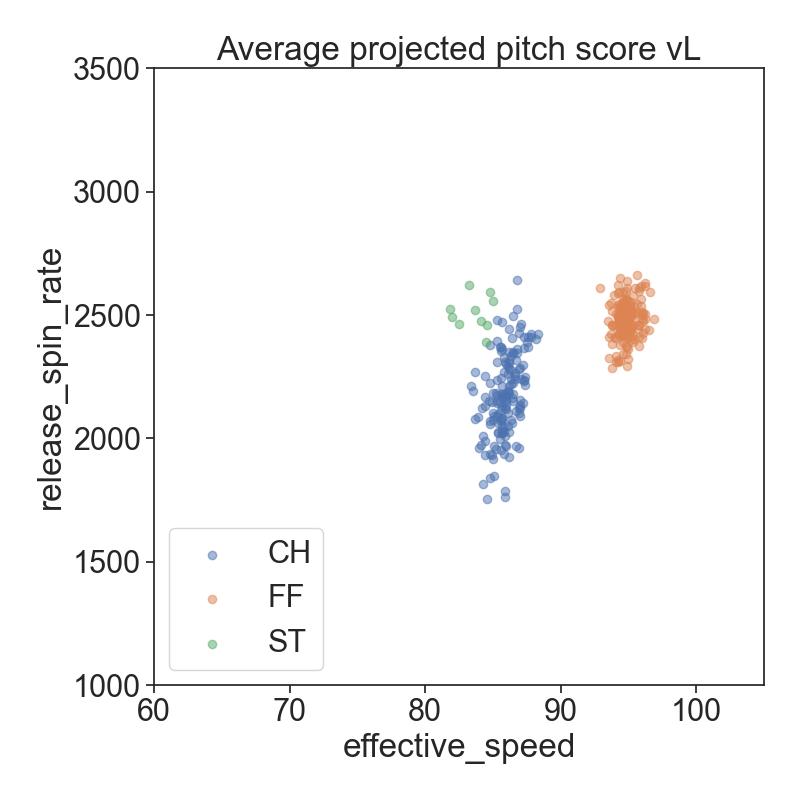 Average projected pitch score vL
release_spin_rate
3500
3000
2500
2000
1500
1000
CH
FF
ST
60 70 80 90 100
effective_speed